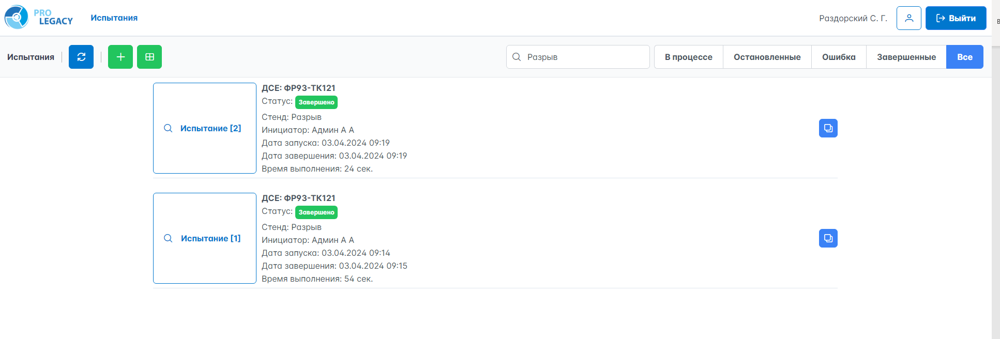 PRO
LEGACY
Испытания
Раздорский С. Г.
Выйти
Испытания
Разрыв
В процессе
Остановленные
Ошибка
Завершенные
Все
Испытание [2]
ДСЕ: ФР93-ТК121
Статус: Завершено
Стенд: Разрыв
Инициатор: Админ А А
Дата запуска: 03.04.2024 09:19
Дата завершения: 03.04.2024 09:19
Время выполнения: 24 сек.
Испытание [1]
ДСЕ: ФР93-ТК121
Статус: Завершено
Стенд: Разрыв
Инициатор: Админ А А
Дата запуска: 03.04.2024 09:14
Дата завершения: 03.04.2024 09:15
Время выполнения: 54 сек.